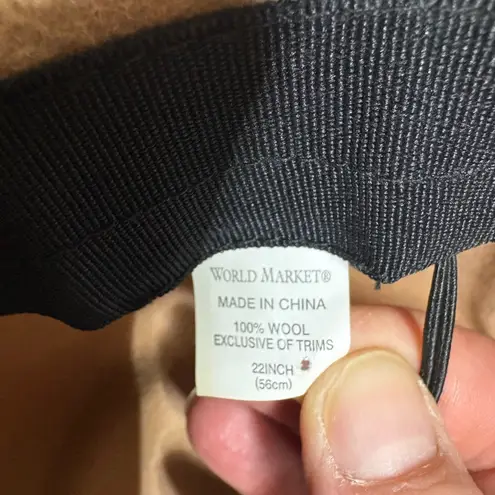 WORLD MARKET®
MADE IN CHINA
100% WOOL
EXCLUSIVE OF TRIMS
22INCH
(56cm)